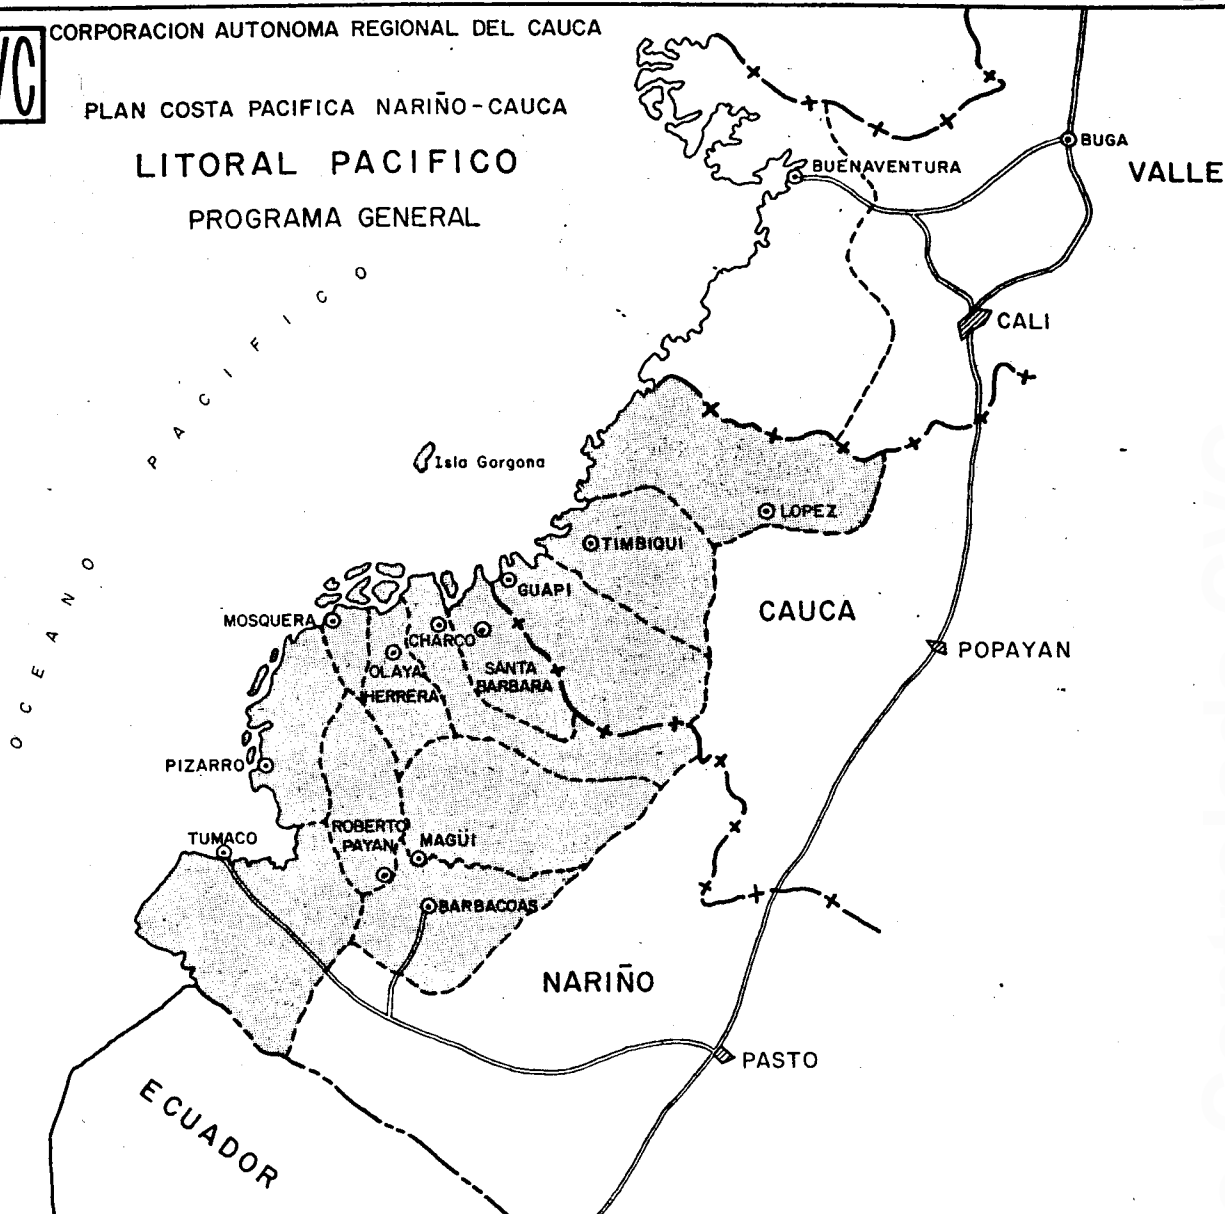 VC
CORPORACION AUTONOMA REGIONAL DEL CAUCA
PLAN COSTA PACIFICA NARIÑO-CAUCA
LITORAL PACIFICO
PROGRAMA GENERAL
OCEANO PACIFICO
BUGA
BUENAVENTURA
VALLE
CALI
Isla Gorgona
LOPEZ
TIMBIQUI
GUAPI
CAUCA
MOSQUERA
CHARCO
POPAYAN
OLAYA
HERRERA
SANTA
BARBARA
PIZARRO
ROBERTO
PAYAN
TUMACO
MAGÜI
BARBACOAS
NARIÑO
PASTO
ECUADOR